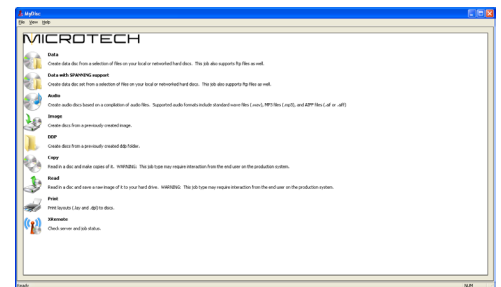 MyDisc
File View Help
MICROTECH
Data
Create data disc from a selection of files on your local or networked hard discs. This job also supports ftp files as well.
Data with SPANNING support
Create data disc set from a selection of files on your local or networked hard discs. This job also supports ftp files as well.
Audio
Create audio discs based on a compilation of audio files. Supported audio formats include standard wave files (.wav), MP3 files (.mp3), and AIFF files (.aif or .aiff)
Image
Create discs from a previously created image.
DDP
Create discs from a previously created ddp folder.
Copy
Read in a disc and make copies of it. WARNING: This job type may require interaction from the end user on the production system.
Read
Read in a disc and save a raw image of it to your hard drive. WARNING: This job type may require interaction from the end user on the production system.
Print
Print layouts (.lay and .dpl) to discs.
XRemote
Check server and job status.
Ready NUM